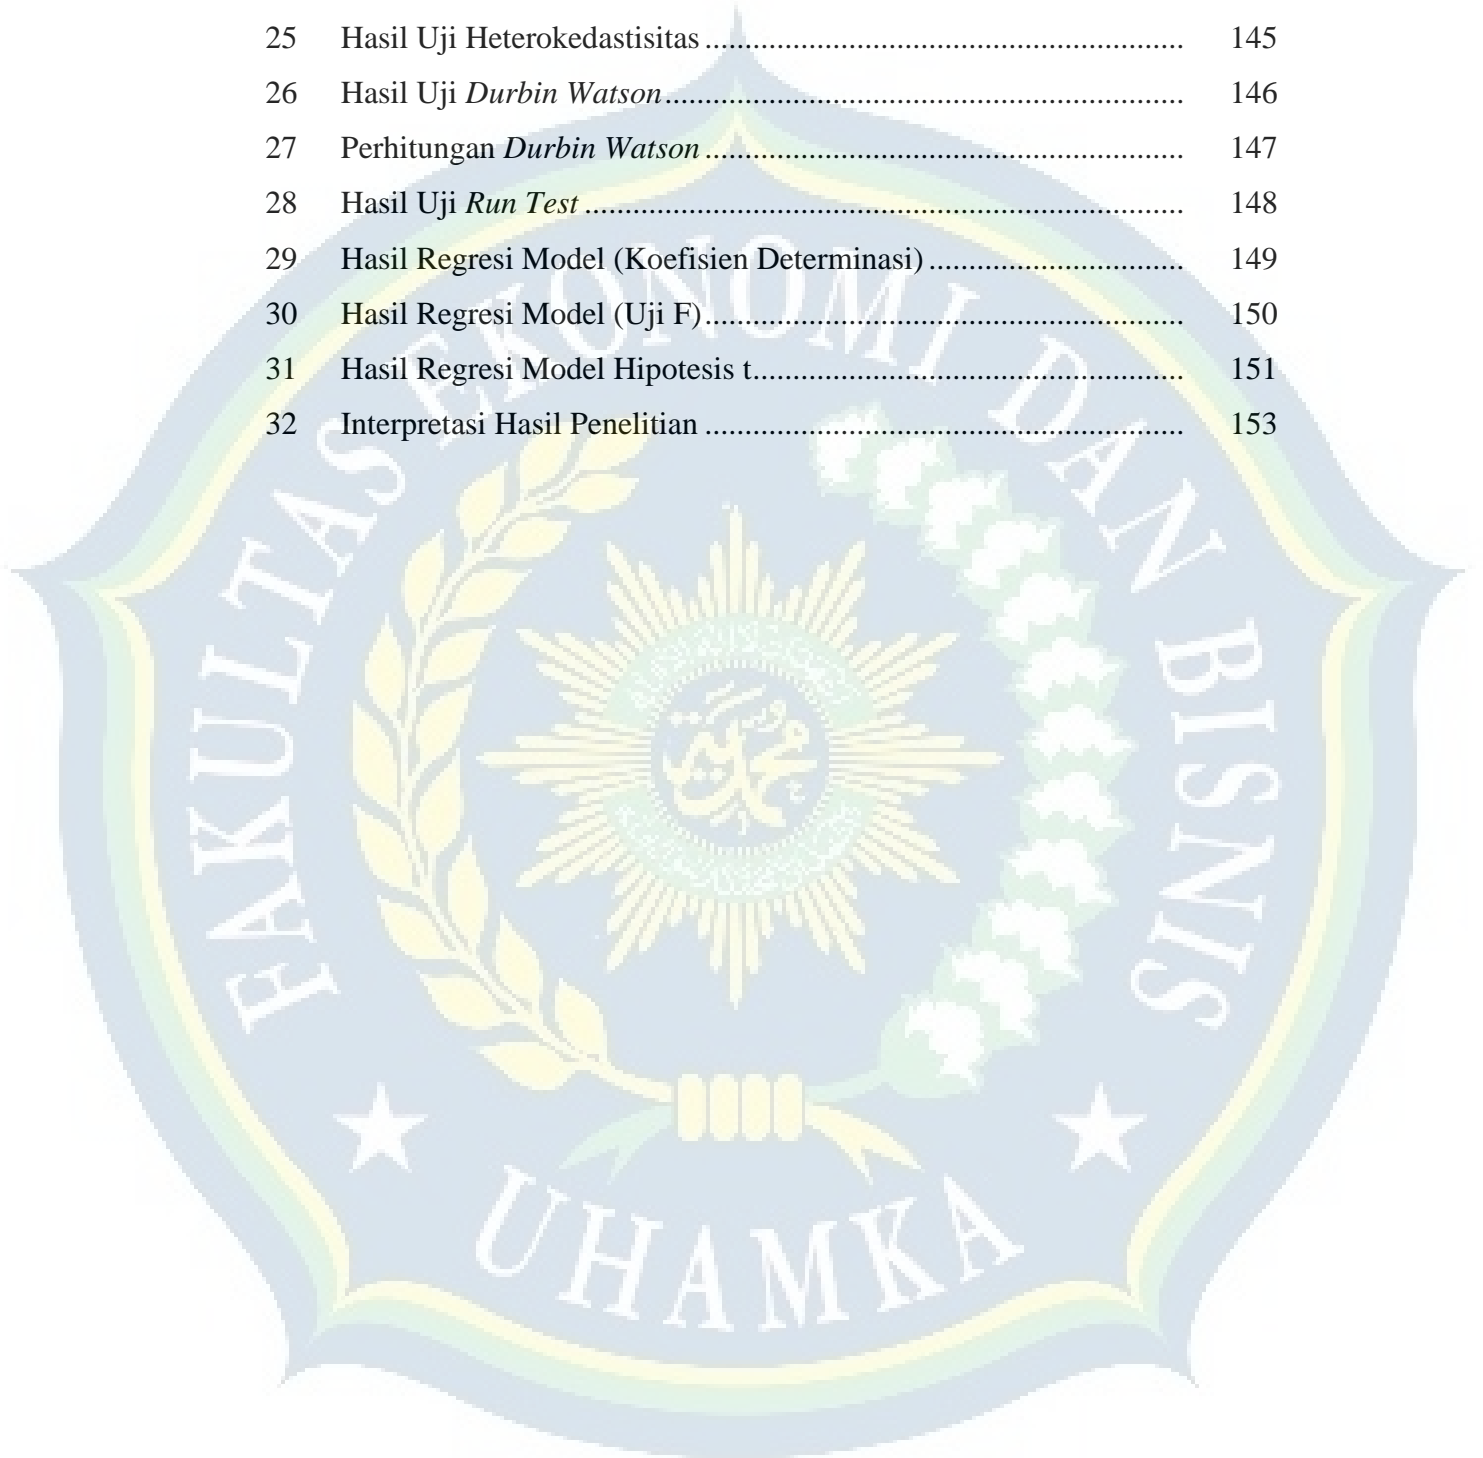 25 Hasil Uji Heterokedastisitas ............................................................ 145
26 Hasil Uji Durbin Watson ................................................................. 146
27 Perhitungan Durbin Watson ............................................................ 147
28 Hasil Uji Run Test ........................................................................... 148
29 Hasil Regresi Model (Koefisien Determinasi) ................................ 149
30 Hasil Regresi Model (Uji F) ............................................................ 150
31 Hasil Regresi Model Hipotesis t ...................................................... 151
32 Interpretasi Hasil Penelitian ............................................................ 153
FAKULTAS EKONOMI DAN BISNIS
UHAMKA